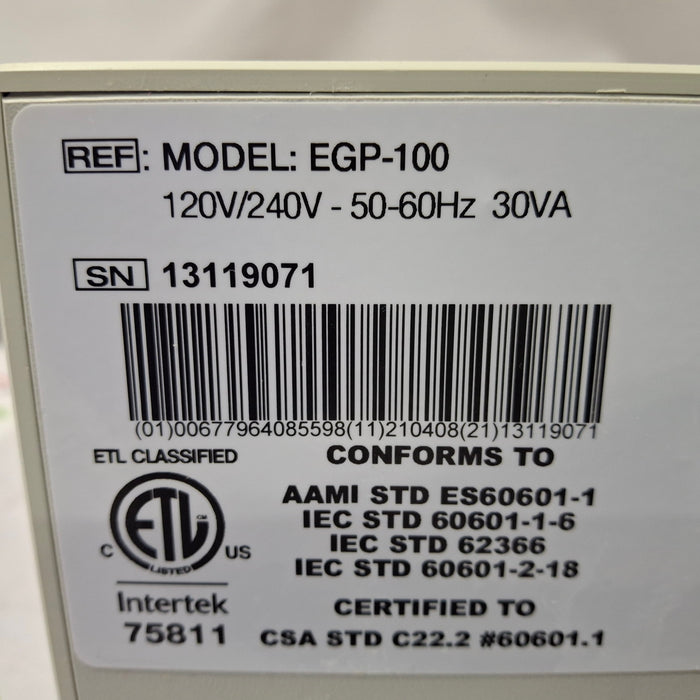 REF: MODEL: EGP-100
120V/240V - 50-60Hz 30VA
SN 13119071
(01)00677964085598(11)210408(21)13119071
ETL CLASSIFIED
CONFORMS TO
AAMI STD ES60601-1
IEC STD 60601-1-6
IEC STD 62366
IEC STD 60601-2-18
ETL CM
LISTED
C US
Intertek
75811
CERTIFIED TO
CSA STD C22.2 #60601.1